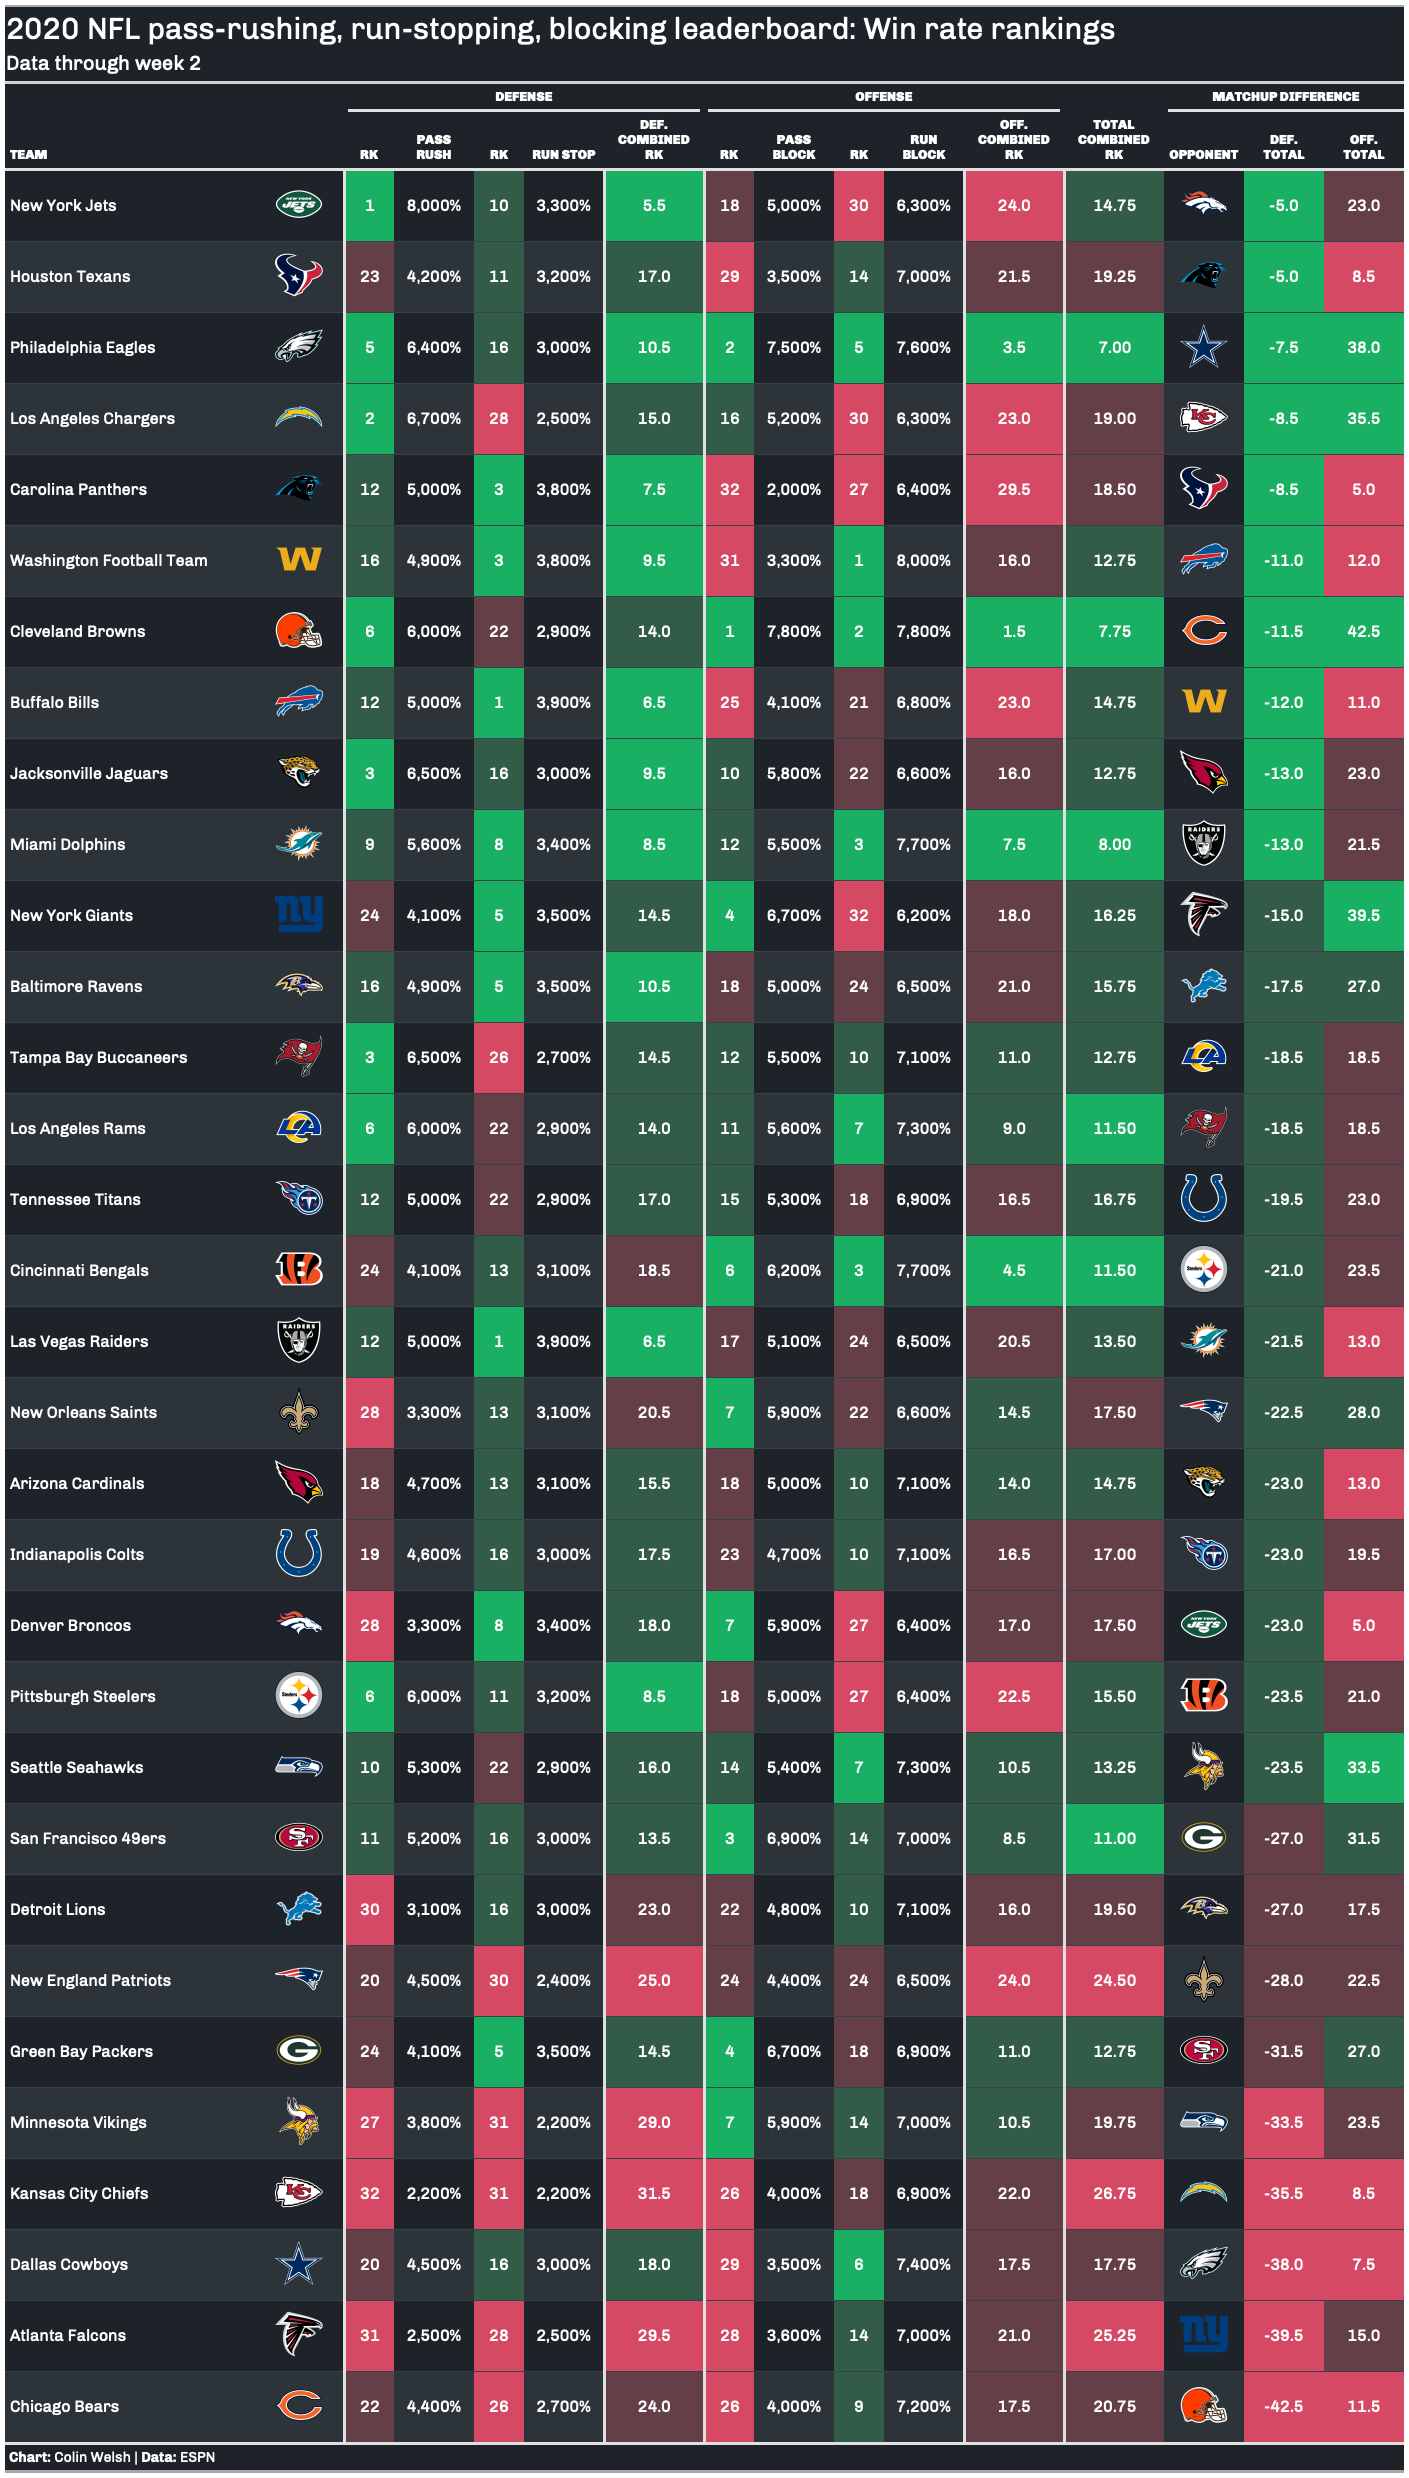 2020 NFL pass-rushing, run-stopping, blocking leaderboard: Win rate rankings
Data through week 2
DEFENSE OFFENSE MATCHUP DIFFERENCE
TEAM RK PASS RUSH RK RUN STOP DEF. COMBINED RK RK PASS BLOCK RK RUN BLOCK OFF. COMBINED RK TOTAL COMBINED RK OPPONENT DEF. TOTAL OFF. TOTAL
New York Jets 1 8,000% 10 3,300% 5.5 18 5,000% 30 6,300% 24.0 14.75 -5.0 23.0
Houston Texans 23 4,200% 11 3,200% 17.0 29 3,500% 14 7,000% 21.5 19.25 -5.0 8.5
Philadelphia Eagles 5 6,400% 16 3,000% 10.5 2 7,500% 5 7,600% 3.5 7.00 -7.5 38.0
Los Angeles Chargers 2 6,700% 28 2,500% 15.0 16 5,200% 30 6,300% 23.0 19.00 -8.5 35.5
Carolina Panthers 12 5,000% 3 3,800% 7.5 32 2,000% 27 6,400% 29.5 18.50 -8.5 5.0
Washington Football Team 16 4,900% 3 3,800% 9.5 31 3,300% 1 8,000% 16.0 12.75 -11.0 12.0
Cleveland Browns 6 6,000% 22 2,900% 14.0 1 7,800% 2 7,800% 1.5 7.75 -11.5 42.5
Buffalo Bills 12 5,000% 1 3,900% 6.5 25 4,100% 21 6,800% 23.0 14.75 -12.0 11.0
Jacksonville Jaguars 3 6,500% 16 3,000% 9.5 10 5,800% 22 6,600% 16.0 12.75 -13.0 23.0
Miami Dolphins 9 5,600% 8 3,400% 8.5 12 5,500% 3 7,700% 7.5 8.00 -13.0 21.5
New York Giants 24 4,100% 5 3,500% 14.5 4 6,700% 32 6,200% 18.0 16.25 -15.0 39.5
Baltimore Ravens 16 4,900% 5 3,500% 10.5 18 5,000% 24 6,500% 21.0 15.75 -17.5 27.0
Tampa Bay Buccaneers 3 6,500% 26 2,700% 14.5 12 5,500% 10 7,100% 11.0 12.75 -18.5 18.5
Los Angeles Rams 6 6,000% 22 2,900% 14.0 11 5,600% 7 7,300% 9.0 11.50 -18.5 18.5
Tennessee Titans 12 5,000% 22 2,900% 17.0 15 5,300% 18 6,900% 16.5 16.75 -19.5 23.0
Cincinnati Bengals 24 4,100% 13 3,100% 18.5 6 6,200% 3 7,700% 4.5 11.50 -21.0 23.5
Las Vegas Raiders 12 5,000% 1 3,900% 6.5 17 5,100% 24 6,500% 20.5 13.50 -21.5 13.0
New Orleans Saints 28 3,300% 13 3,100% 20.5 7 5,900% 22 6,600% 14.5 17.50 -22.5 28.0
Arizona Cardinals 18 4,700% 13 3,100% 15.5 18 5,000% 10 7,100% 14.0 14.75 -23.0 13.0
Indianapolis Colts 19 4,600% 16 3,000% 17.5 23 4,700% 10 7,100% 16.5 17.00 -23.0 19.5
Denver Broncos 28 3,300% 8 3,400% 18.0 7 5,900% 27 6,400% 17.0 17.50 -23.0 5.0
Pittsburgh Steelers 6 6,000% 11 3,200% 8.5 18 5,000% 27 6,400% 22.5 15.50 -23.5 21.0
Seattle Seahawks 10 5,300% 22 2,900% 16.0 14 5,400% 7 7,300% 10.5 13.25 -23.5 33.5
San Francisco 49ers 11 5,200% 16 3,000% 13.5 3 6,900% 14 7,000% 8.5 11.00 -27.0 31.5
Detroit Lions 30 3,100% 16 3,000% 23.0 22 4,800% 10 7,100% 16.0 19.50 -27.0 17.5
New England Patriots 20 4,500% 30 2,400% 25.0 24 4,400% 24 6,500% 24.0 24.50 -28.0 22.5
Green Bay Packers 24 4,100% 5 3,500% 14.5 4 6,700% 18 6,900% 11.0 12.75 -31.5 27.0
Minnesota Vikings 27 3,800% 31 2,200% 29.0 7 5,900% 14 7,000% 10.5 19.75 -33.5 23.5
Kansas City Chiefs 32 2,200% 31 2,200% 31.5 26 4,000% 18 6,900% 22.0 26.75 -35.5 8.5
Dallas Cowboys 20 4,500% 16 3,000% 18.0 29 3,500% 6 7,400% 17.5 17.75 -38.0 7.5
Atlanta Falcons 31 2,500% 28 2,500% 29.5 28 3,600% 14 7,000% 21.0 25.25 -39.5 15.0
Chicago Bears 22 4,400% 26 2,700% 24.0 26 4,000% 9 7,200% 17.5 20.75 -42.5 11.5
Chart: Colin Welsh | Data: ESPN